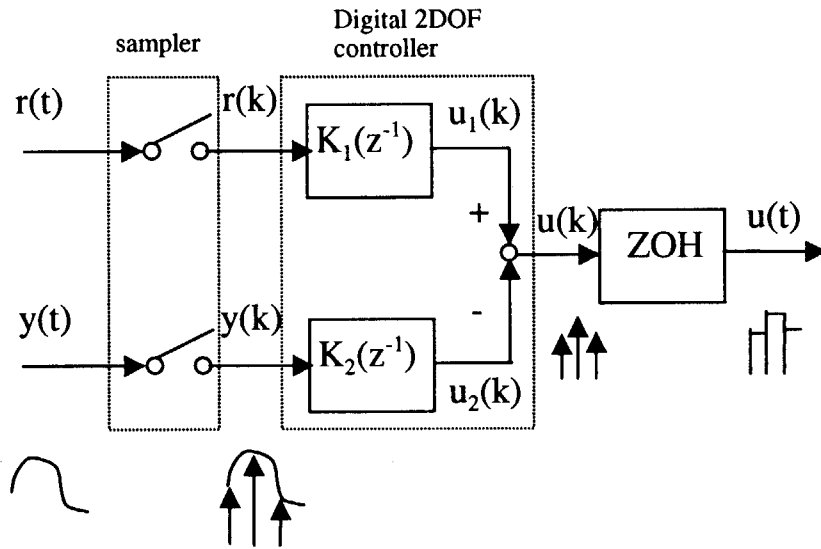 Digital 2DOF
controller
sampler
r(t)
r(k)
K₁(z⁻¹)
u₁(k)
+
u(k)
ZOH
u(t)
y(t)
y(k)
K₂(z⁻¹)
-
u₂(k)